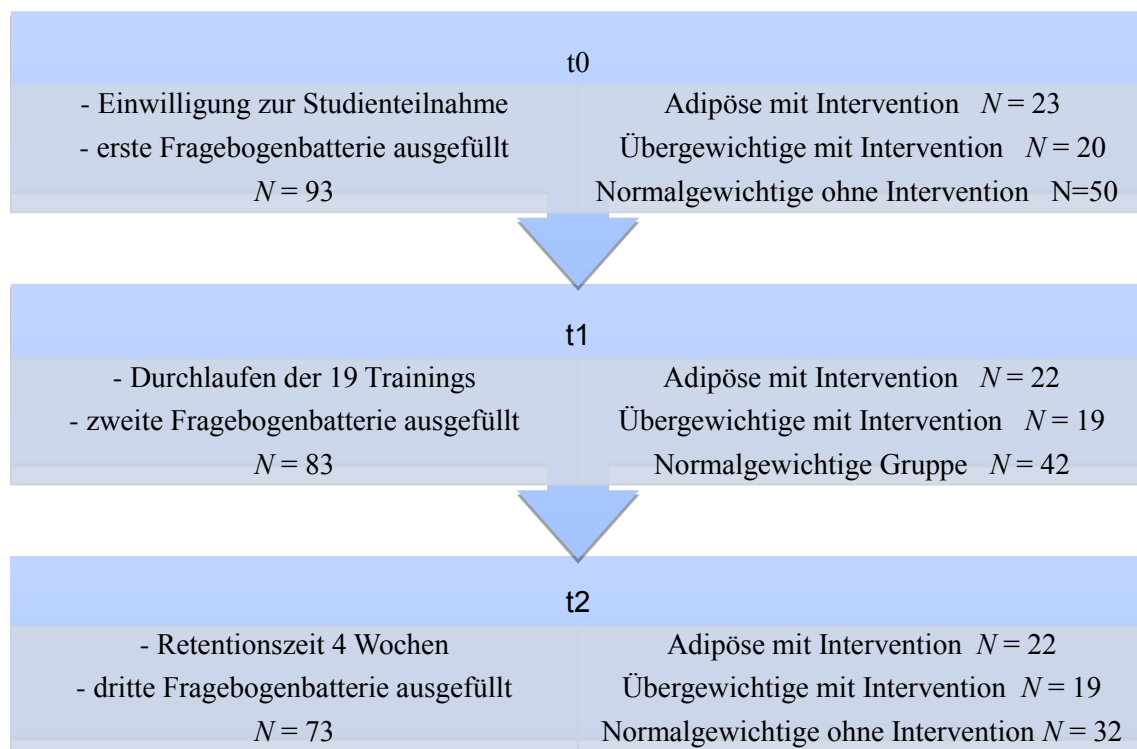 t0
- Einwilligung zur Studienteilnahme
- erste Fragebogenbatterie ausgefüllt
N = 93
Adipöse mit Intervention N = 23
Übergewichtige mit Intervention N = 20
Normalgewichtige ohne Intervention N=50
t1
- Durchlaufen der 19 Trainings
- zweite Fragebogenbatterie ausgefüllt
N = 83
Adipöse mit Intervention N = 22
Übergewichtige mit Intervention N = 19
Normalgewichtige Gruppe N = 42
t2
- Retentionszeit 4 Wochen
- dritte Fragebogenbatterie ausgefüllt
N = 73
Adipöse mit Intervention N = 22
Übergewichtige mit Intervention N = 19
Normalgewichtige ohne Intervention N = 32